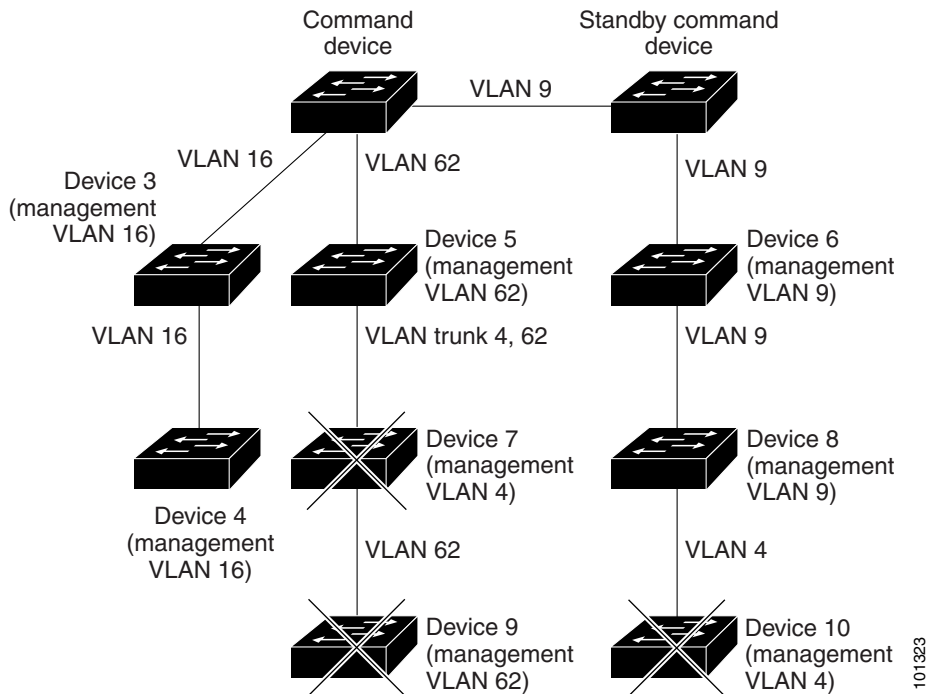 Command
device
Standby command
device
VLAN 9
VLAN 16
VLAN 62
VLAN 9
Device 3
(management
VLAN 16)
Device 5
(management
VLAN 62)
Device 6
(management
VLAN 9)
VLAN 16
VLAN trunk 4, 62
VLAN 9
Device 4
(management
VLAN 16)
Device 7
(management
VLAN 4)
Device 8
(management
VLAN 9)
VLAN 62
VLAN 4
Device 9
(management
VLAN 62)
Device 10
(management
VLAN 4)
101323